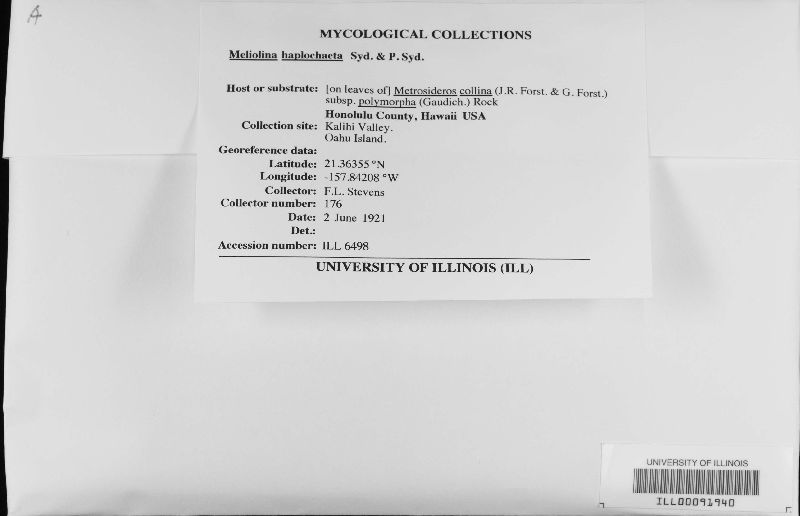 A
MYCOLOGICAL COLLECTIONS
Meliolina haplochaeta Syd. & P. Syd.
Host or substrate: [on leaves of] Metrosideros collina (J.R. Forst. & G. Forst.)
subsp. polymorpha (Gaudich.) Rock
Honolulu County, Hawaii USA
Collection site: Kalihi Valley.
Oahu Island.
Georeference data:
Latitude: 21.36355 °N
Longitude: -157.84208 °W
Collector: F.L. Stevens
Collector number: 176
Date: 2 June 1921
Det.:
Accession number: ILL 6498
UNIVERSITY OF ILLINOIS (ILL)
UNIVERSITY OF ILLINOIS
ILL00091940